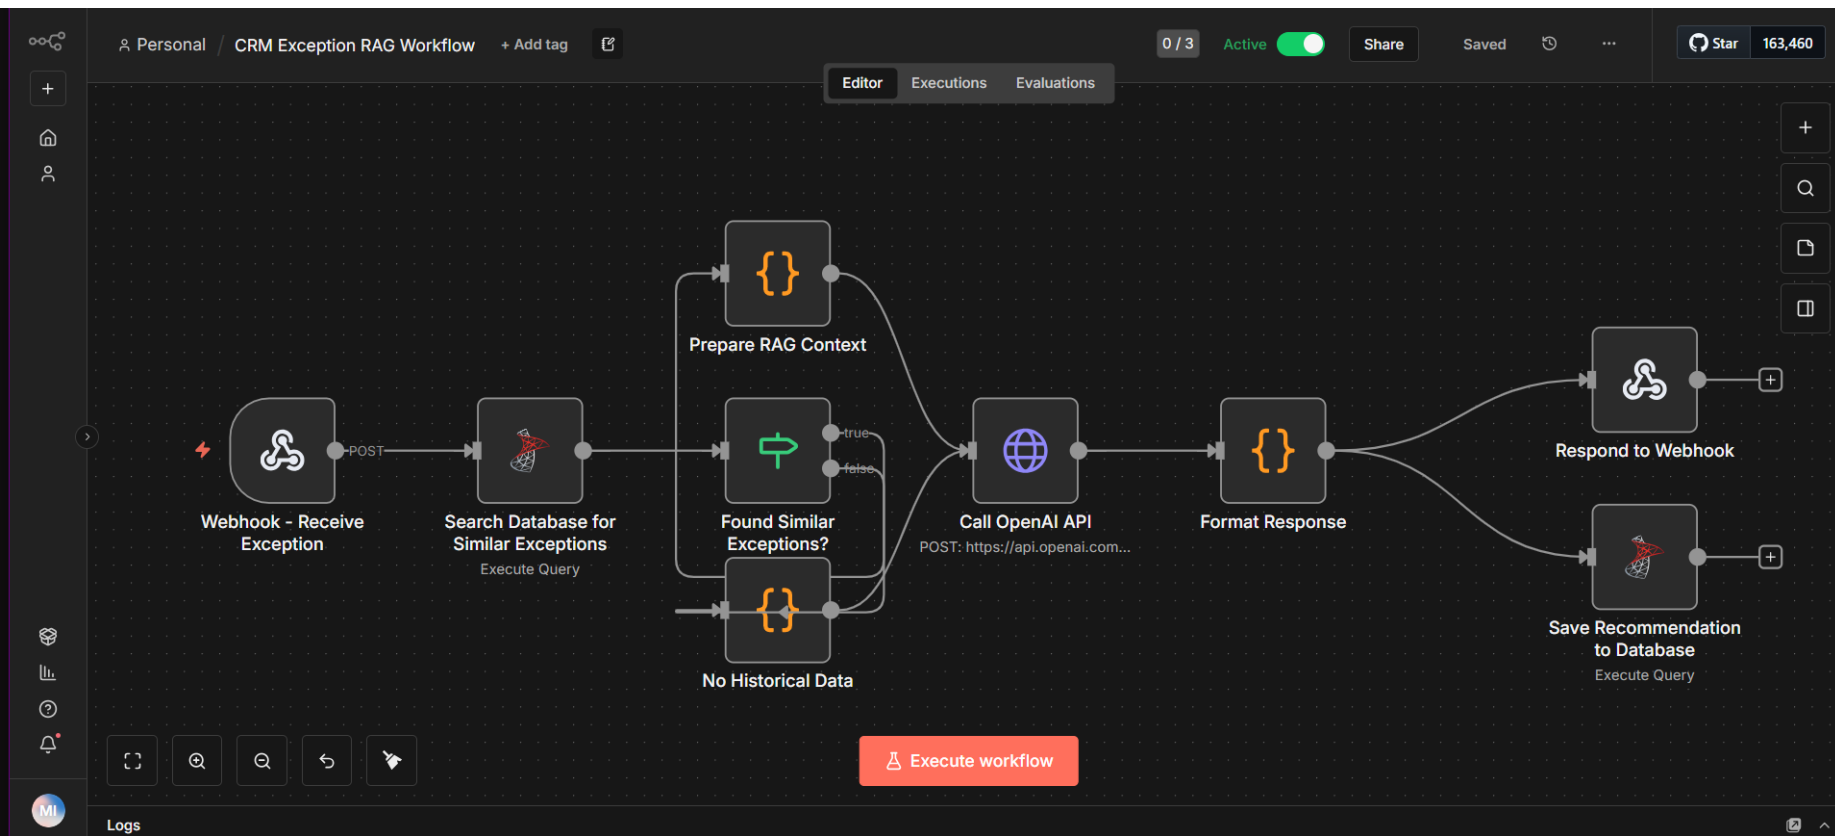 Personal / CRM Exception RAG Workflow + Add tag
0 / 3 Active Share Saved ... Star 163,460
Editor Executions Evaluations
Prepare RAG Context
true
false
POST
Webhook - Receive
Exception
Search Database for
Similar Exceptions
Execute Query
Found Similar
Exceptions?
Call OpenAI API
POST: https://api.openai.com...
Format Response
Respond to Webhook
No Historical Data
Save Recommendation
to Database
Execute Query
Execute workflow
MI
Logs